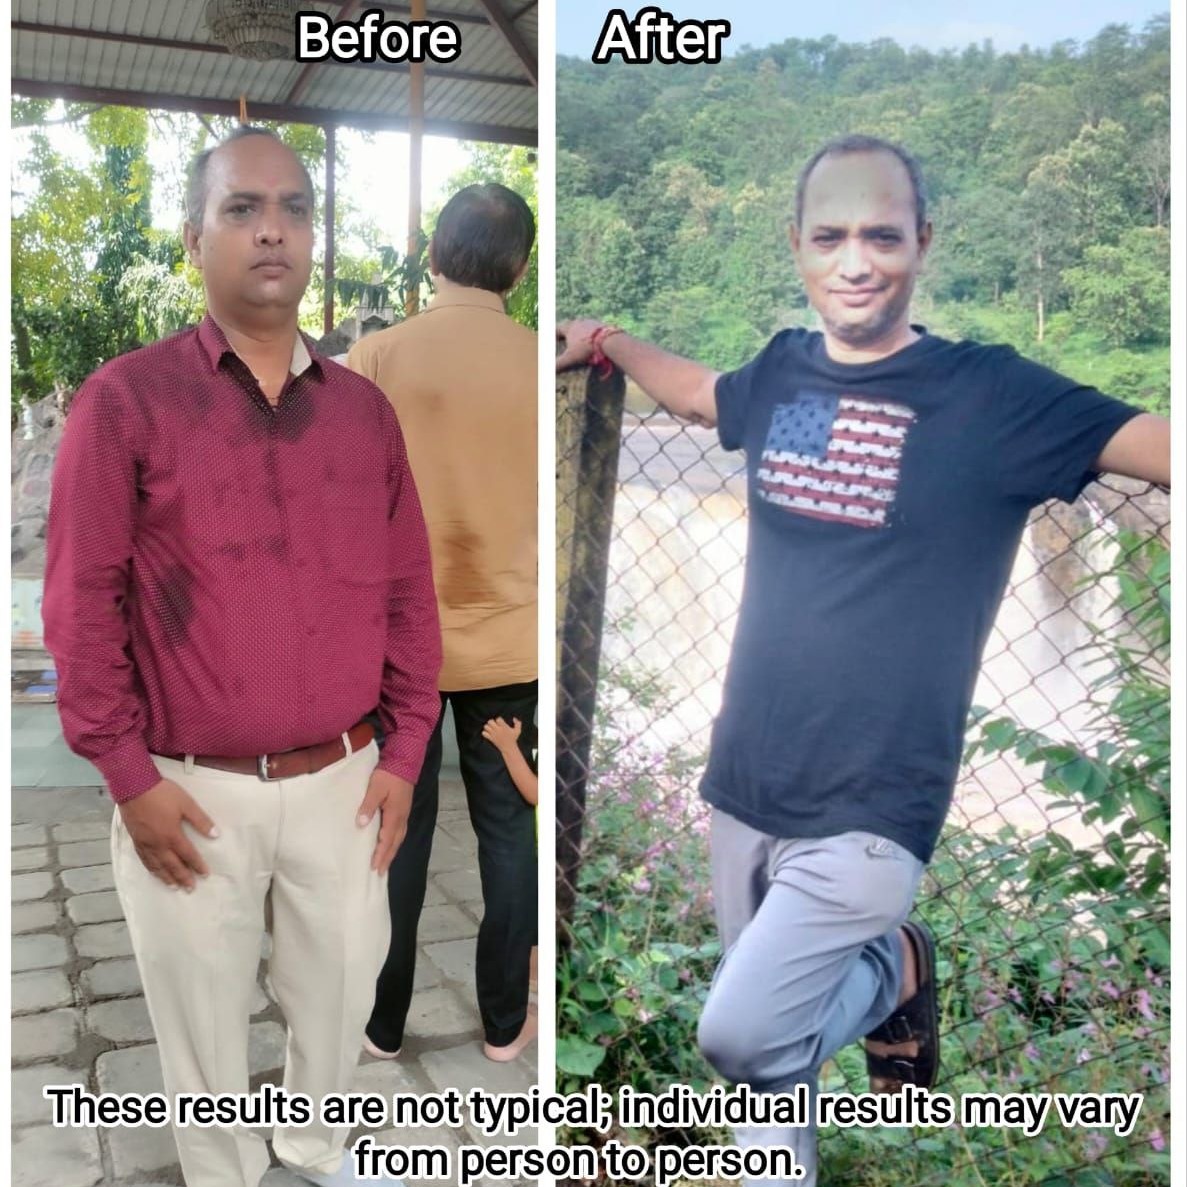 Before
After
These results are not typical; individual results may vary
from person to person.